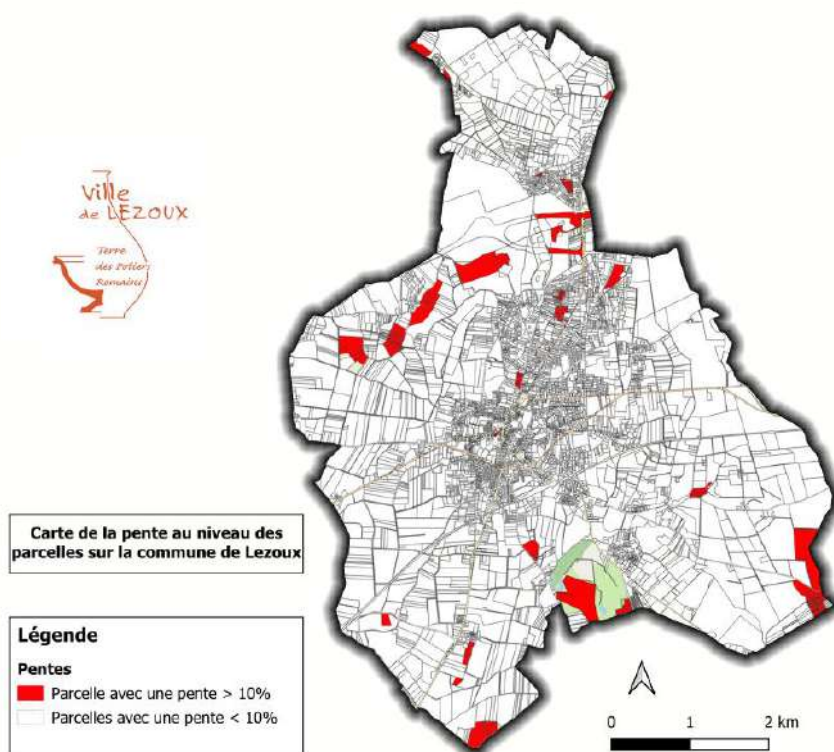 Ville
de LEZOUX
Terre
des Potiers
Romains
Carte de la pente au niveau des
parcelles sur la commune de Lezoux
Légende
Pentes
Parcelle avec une pente > 10%
Parcelles avec une pente < 10%
0 1 2 km